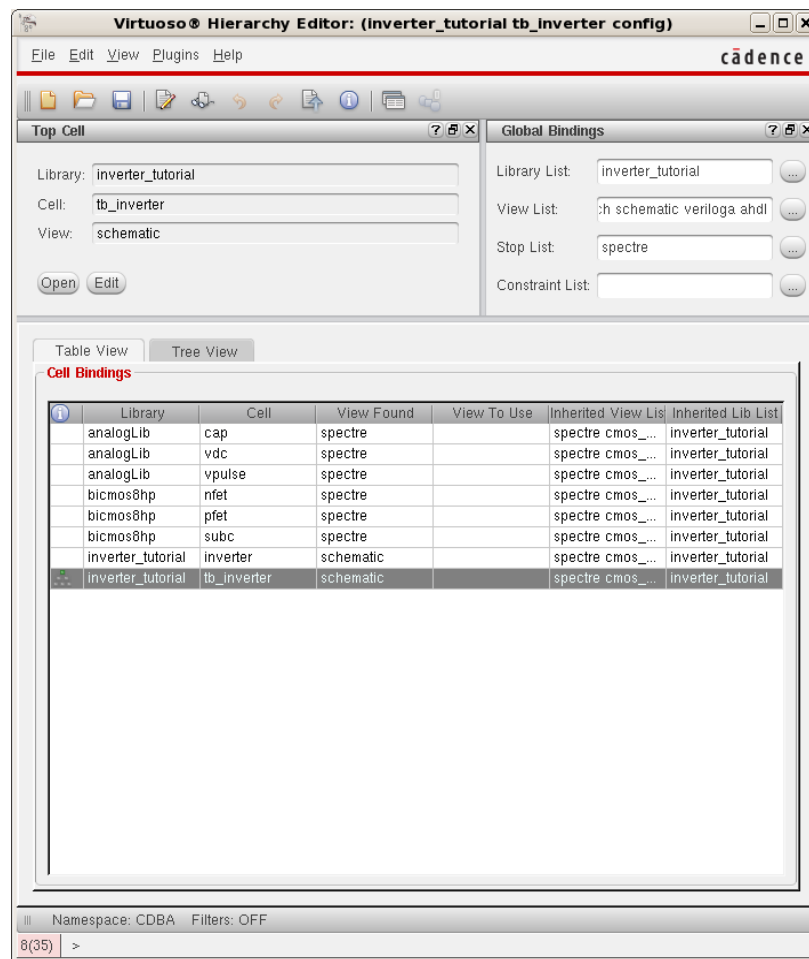 Virtuoso® Hierarchy Editor: (inverter_tutorial tb_inverter config)
File Edit View Plugins Help
cādence
Top Cell
Library: inverter_tutorial
Cell: tb_inverter
View: schematic
Open Edit
Global Bindings
Library List: inverter_tutorial ...
View List: :h schematic veriloga ahdl ...
Stop List: spectre ...
Constraint List: ...
Table View Tree View
Cell Bindings
Library Cell View Found View To Use Inherited View Lis Inherited Lib List
analogLib cap spectre spectre cmos_... inverter_tutorial
analogLib vdc spectre spectre cmos_... inverter_tutorial
analogLib vpulse spectre spectre cmos_... inverter_tutorial
bicmos8hp nfet spectre spectre cmos_... inverter_tutorial
bicmos8hp pfet spectre spectre cmos_... inverter_tutorial
bicmos8hp subc spectre spectre cmos_... inverter_tutorial
inverter_tutorial inverter schematic spectre cmos_... inverter_tutorial
inverter_tutorial tb_inverter schematic spectre cmos_... inverter_tutorial
Namespace: CDBA Filters: OFF
8(35) >